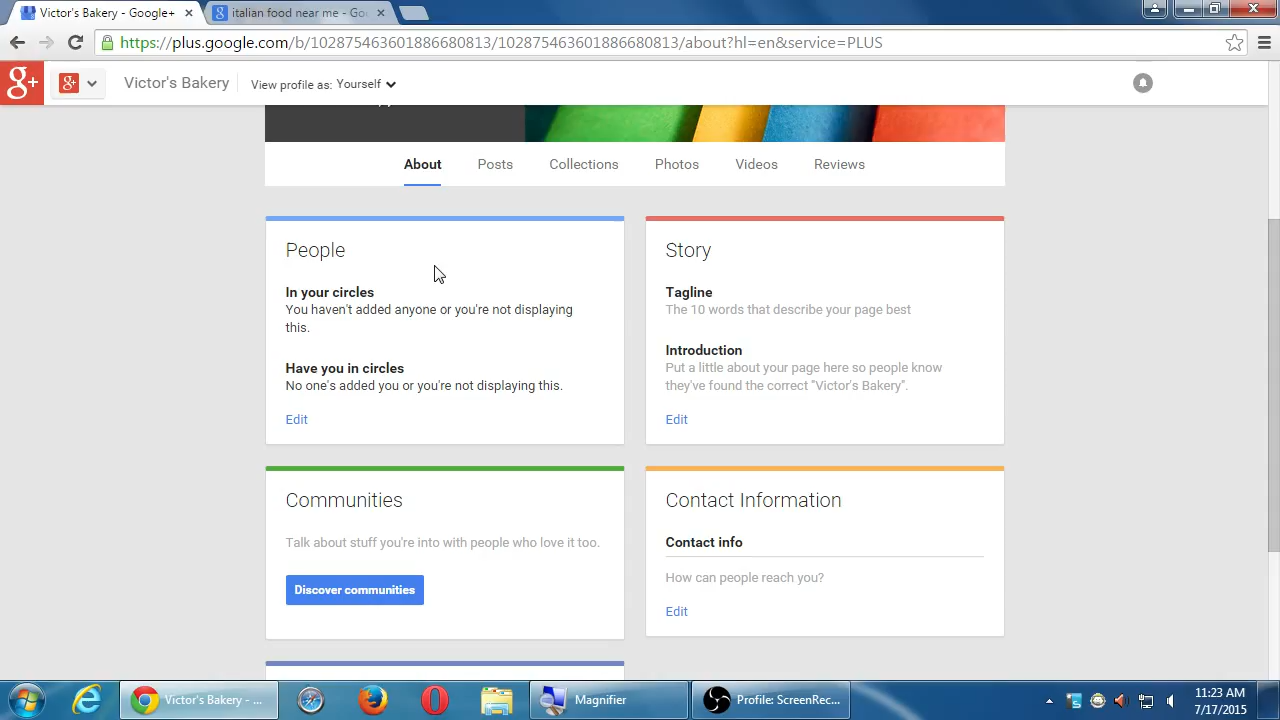 Victor's Bakery - Google+
italian food near me - Goo
https://plus.google.com/b/102875463601886680813/102875463601886680813/about?hl=en&service=PLUS
g+ g+ Victor's Bakery View profile as: Yourself
About Posts Collections Photos Videos Reviews
People
In your circles
You haven't added anyone or you're not displaying
this.
Have you in circles
No one's added you or you're not displaying this.
Edit
Story
Tagline
The 10 words that describe your page best
Introduction
Put a little about your page here so people know
they've found the correct "Victor's Bakery".
Edit
Communities
Talk about stuff you're into with people who love it too.
Discover communities
Contact Information
Contact info
How can people reach you?
Edit
Victor's Bakery - ... Magnifier Profile: ScreenRec...
11:23 AM
7/17/2015